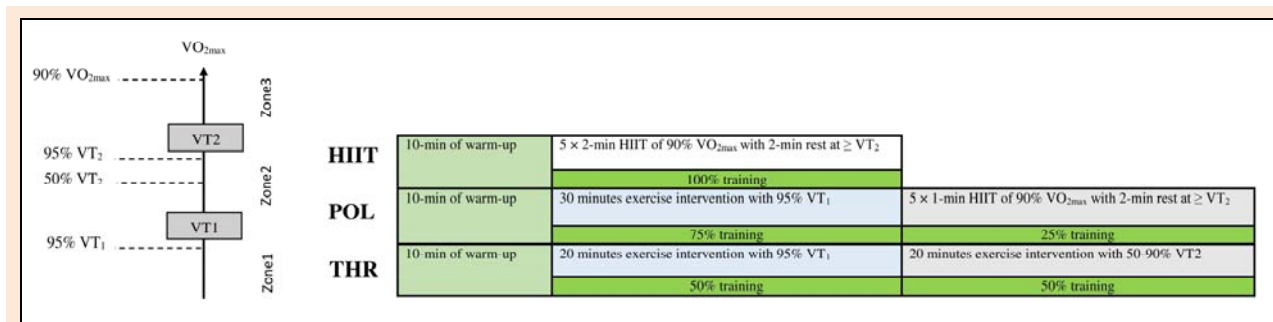 VO2max
90% VO2max
Zone3
VT2
95% VT2
50% VT2
Zone2
VT1
95% VT1
Zone1
HIIT
10-min of warm-up
5 × 2-min HIIT of 90% VO2max with 2-min rest at ≥ VT2
100% training
POL
10-min of warm-up
30 minutes exercise intervention with 95% VT1
5 × 1-min HIIT of 90% VO2max with 2-min rest at ≥ VT2
75% training
25% training
THR
10-min of warm-up
20 minutes exercise intervention with 95% VT1
20 minutes exercise intervention with 50-90% VT2
50% training
50% training